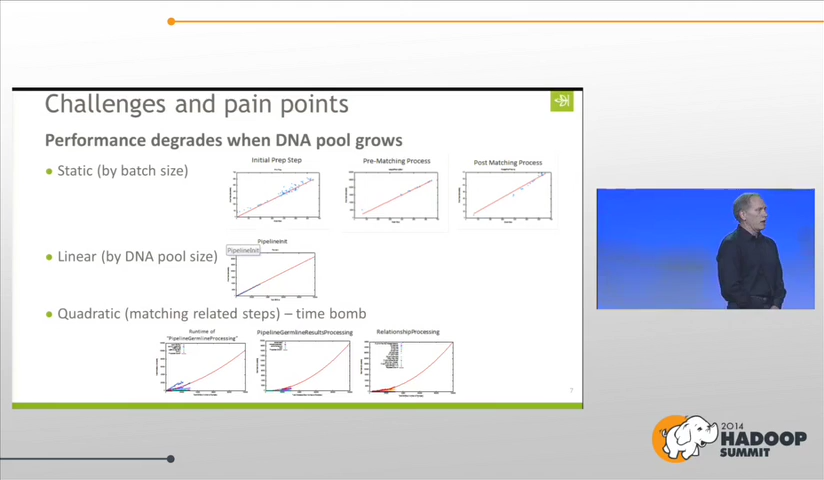 Challenges and pain points
Performance degrades when DNA pool grows
• Static (by batch size)
Initial Prep Step
Pre-Matching Process
Post Matching Process
• Linear (by DNA pool size)
PipelineInit
PipelineInit
• Quadratic (matching related steps) – time bomb
Runtime of
"PipelineGermlineProcessing"
PipelineGermlineResultsProcessing
RelationshipProcessing
7
2014
HADOOP
SUMMIT